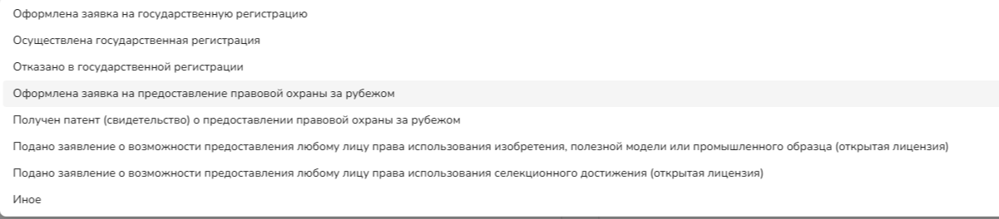 Оформлена заявка на государственную регистрацию
Осуществлена государственная регистрация
Отказано в государственной регистрации
Оформлена заявка на предоставление правовой охраны за рубежом
Получен патент (свидетельство) о предоставлении правовой охраны за рубежом
Подано заявление о возможности предоставления любому лицу права использования изобретения, полезной модели или промышленного образца (открытая лицензия)
Подано заявление о возможности предоставления любому лицу права использования селекционного достижения (открытая лицензия)
Иное